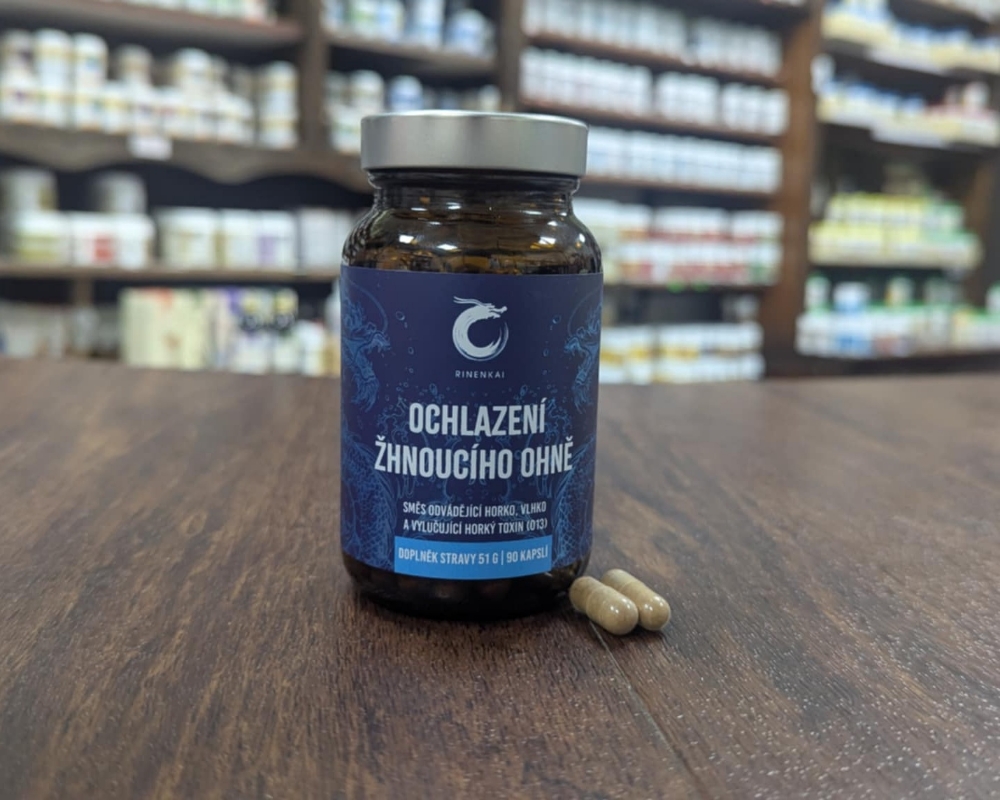 RINENKAI
OCHLAZENÍ
ŽHNOUCÍHO OHNĚ
SMĚS ODVÁDĚJÍCÍ HORKO, VLHKO
A VYLUČUJÍCÍ HORKÝ TOXIN (013)
DOPLNĚK STRAVY 51 G | 90 KAPSLÍ